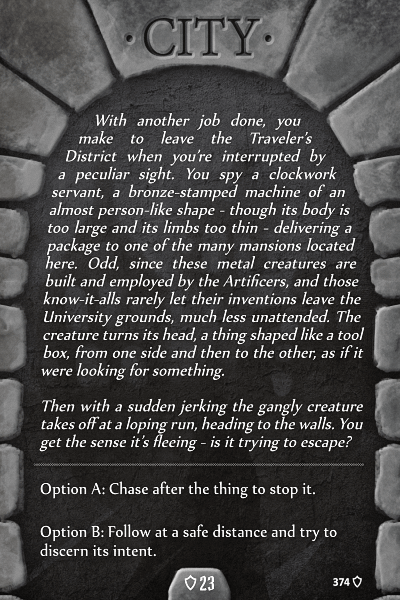 ·CITY·
With another job done, you
make to leave the Traveler's
District when you're interrupted by
a peculiar sight. You spy a clockwork
servant, a bronze-stamped machine of an
almost person-like shape - though its body is
too large and its limbs too thin - delivering a
package to one of the many mansions located
here. Odd, since these metal creatures are
built and employed by the Artificers, and those
know-it-alls rarely let their inventions leave the
University grounds, much less unattended. The
creature turns its head, a thing shaped like a tool
box, from one side and then to the other, as if it
were looking for something.
Then with a sudden jerking the gangly creature
takes off at a loping run, heading to the walls. You
get the sense it's fleeing - is it trying to escape?
Option A: Chase after the thing to stop it.
Option B: Follow at a safe distance and try to
discern its intent.
23
374